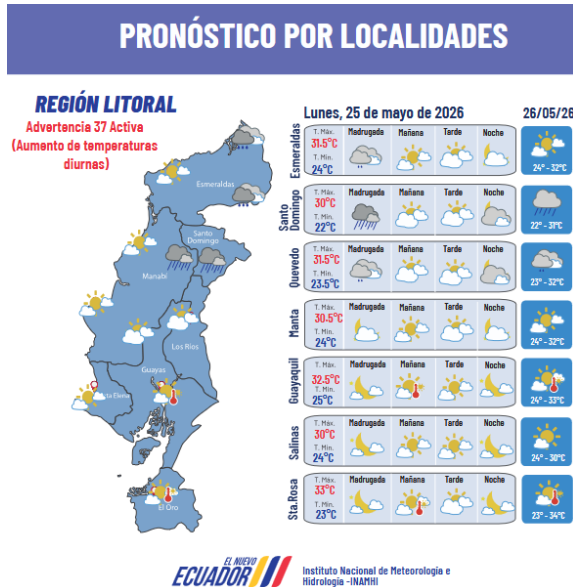 PRONÓSTICO POR LOCALIDADES
REGIÓN LITORAL
Advertencia 37 Activa
(Aumento de temperaturas
diurnas)
Esmeraldas
Santo
Domingo
Manabí
Los Ríos
Guayas
El Oro
Lunes, 25 de mayo de 2026
26/05/26
Esmeraldas
T. Máx. Madrugada Mañana Tarde Noche
31.5°C
T. Mín.
24°C
24° - 32°C
Santo
Domingo
T. Máx. Madrugada Mañana Tarde Noche
30°C
T. Mín.
22°C
22° - 31°C
Quevedo
T. Máx. Madrugada Mañana Tarde Noche
31.5°C
T. Mín.
23.5°C
23° - 32°C
Manta
T. Máx. Madrugada Mañana Tarde Noche
30.5°C
T. Mín.
24°C
24° - 32°C
Guayaquil
T. Máx. Madrugada Mañana Tarde Noche
32.5°C
T. Mín.
25°C
24° - 33°C
Salinas
T. Máx. Madrugada Mañana Tarde Noche
30°C
T. Mín.
24°C
24° - 30°C
Sta.Rosa
T. Máx. Madrugada Mañana Tarde Noche
33°C
T. Mín.
23°C
23° - 34°C
EL NUEVO
ECUADOR
Instituto Nacional de Meteorología e
Hidrología -INAMHI